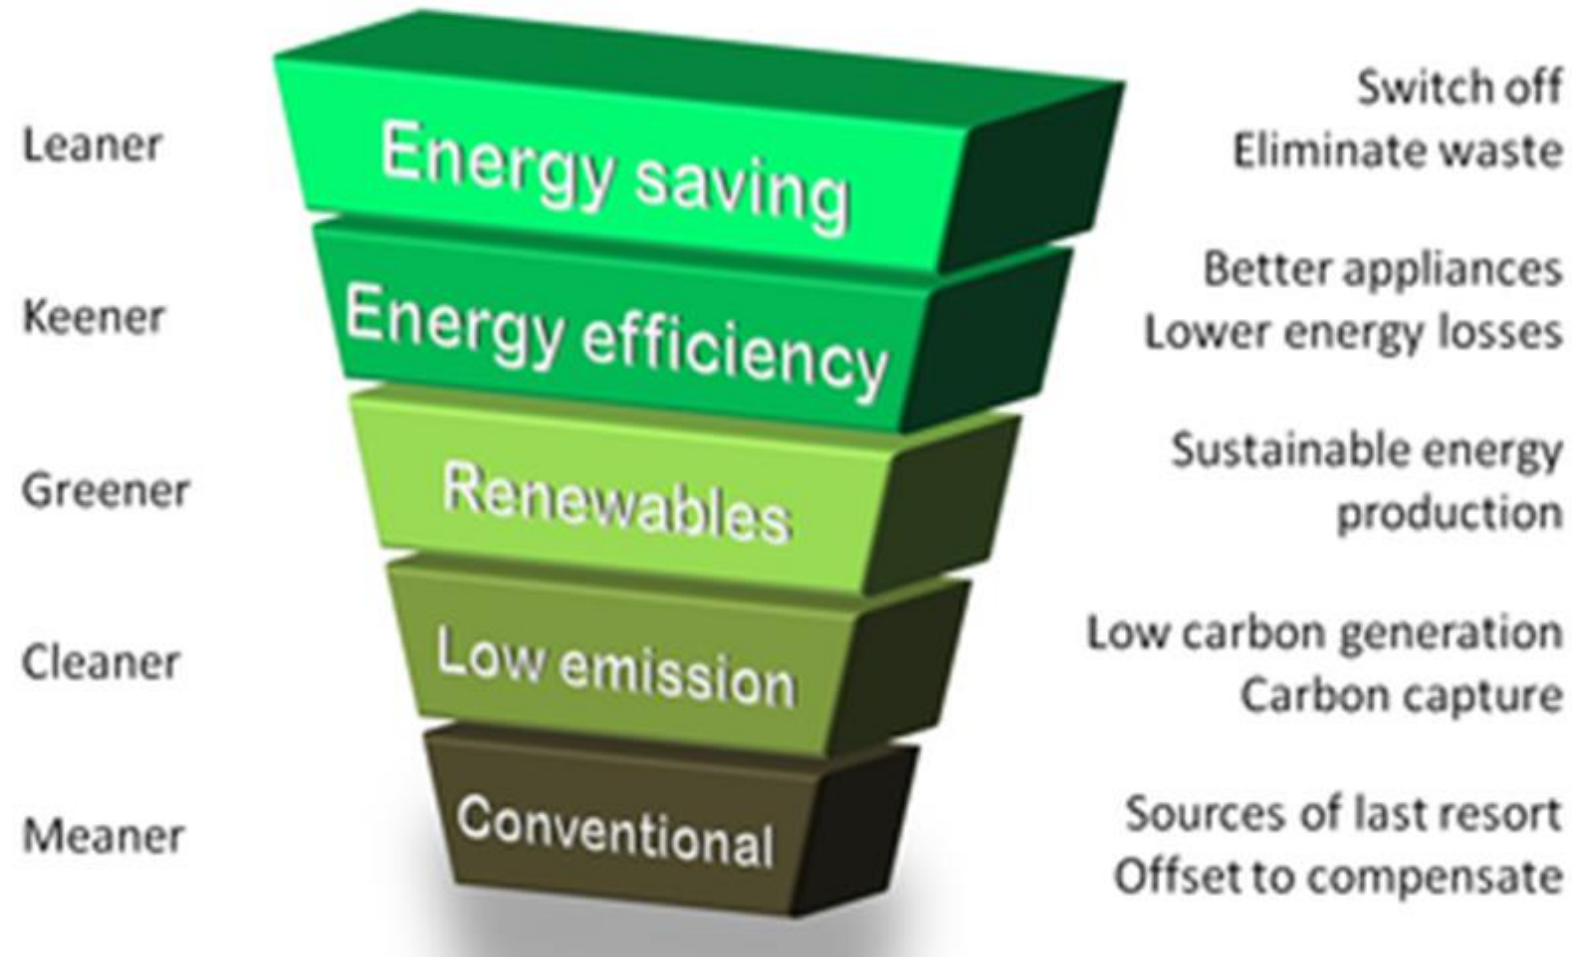 Leaner
Energy saving
Switch off
Eliminate waste
Keener
Energy efficiency
Better appliances
Lower energy losses
Greener
Renewables
Sustainable energy
production
Cleaner
Low emission
Low carbon generation
Carbon capture
Meaner
Conventional
Sources of last resort
Offset to compensate